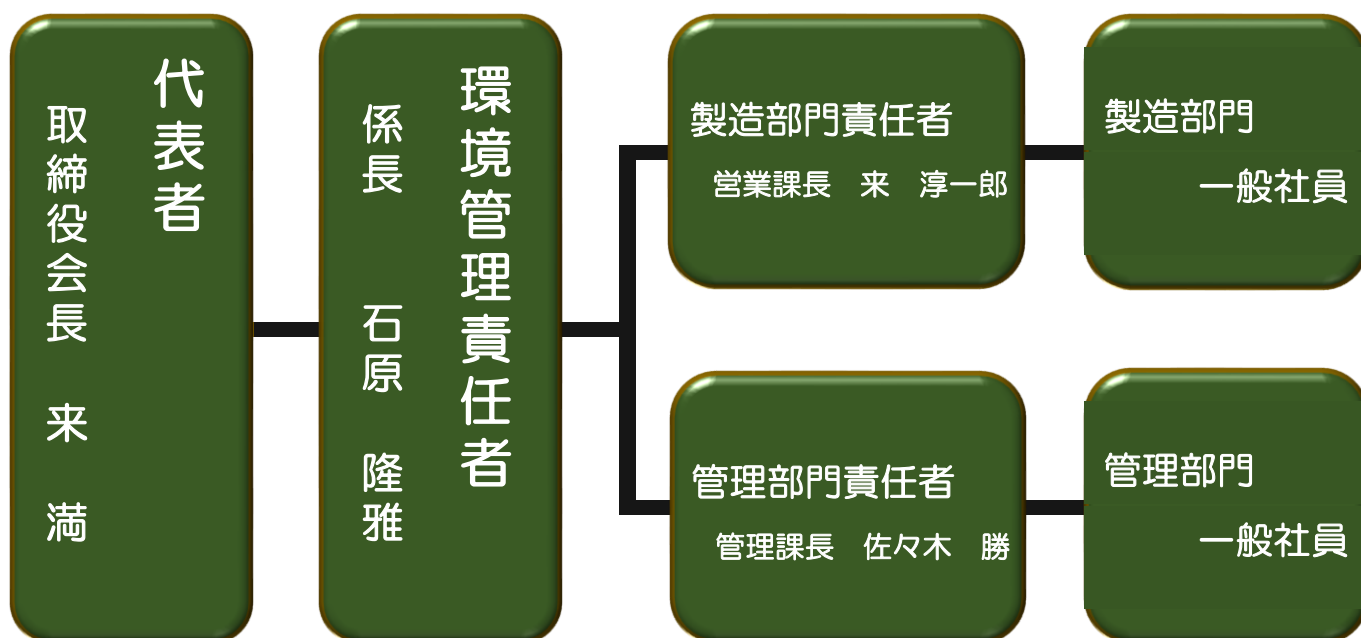 代表者
取締役会長　来　満
環境管理責任者
係長　　石原　隆雅
製造部門責任者
営業課長　来　淳一郎
製造部門
一般社員
管理部門責任者
管理課長　佐々木　勝
管理部門
一般社員